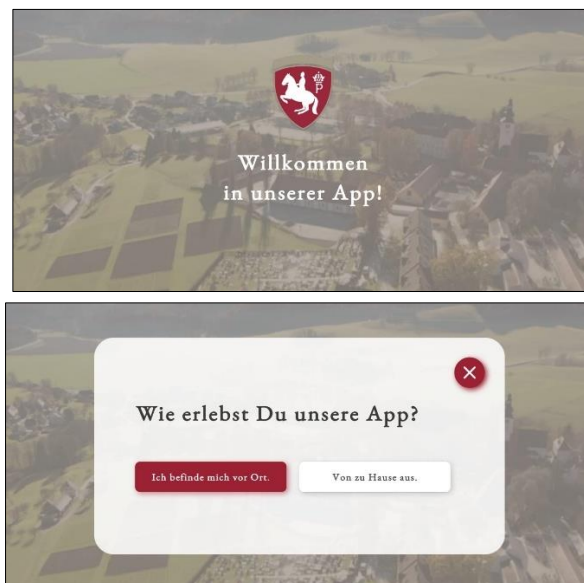 P
Willkommen
in unserer App!
Wie erlebst Du unsere App?
Ich befinde mich vor Ort.
Von zu Hause aus.